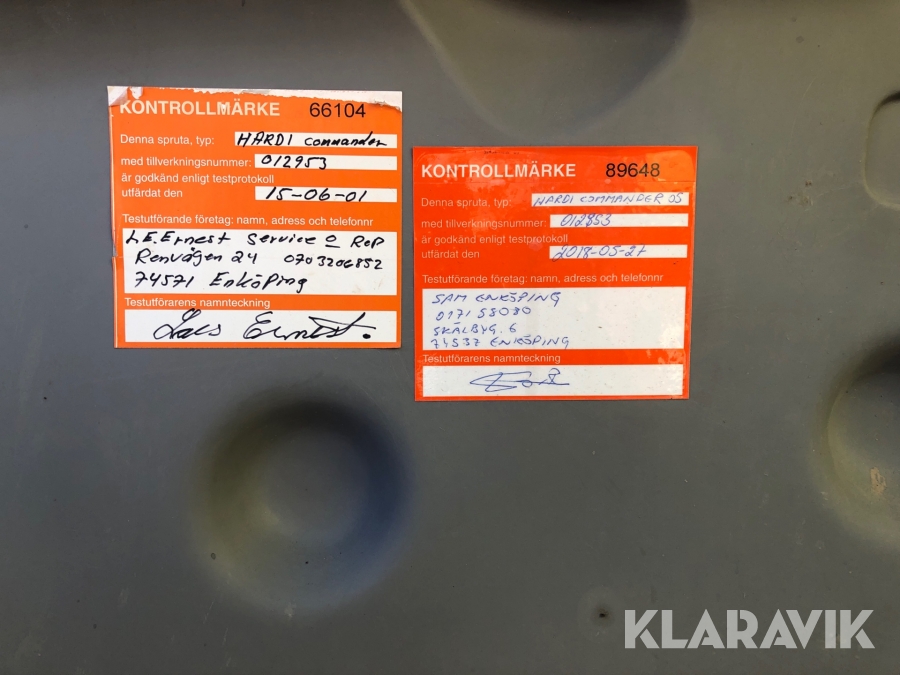 KONTROLLMÄRKE 66104
Denna spruta, typ: HARDI Commander
med tillverkningsnummer: 012953
är godkänd enligt testprotokoll
utfärdat den 15-06-01
Testutförande företag: namn, adress och telefonnr
L.E. Ernest Service o Rep
Renvägen 24 0703206852
74571 Enköping
Testutförarens namnteckning
Lars Ernest.
KONTROLLMÄRKE 89648
Denna spruta, typ: HARDI COMMANDER 05
med tillverkningsnummer: 012953
är godkänd enligt testprotokoll
utfärdat den 2018-05-27
Testutförande företag: namn, adress och telefonnr
SAM ENKÖPING
0171 58090
SKÄLBYG. 6
74537 ENKÖPING
Testutförarens namnteckning
KLARAVIK